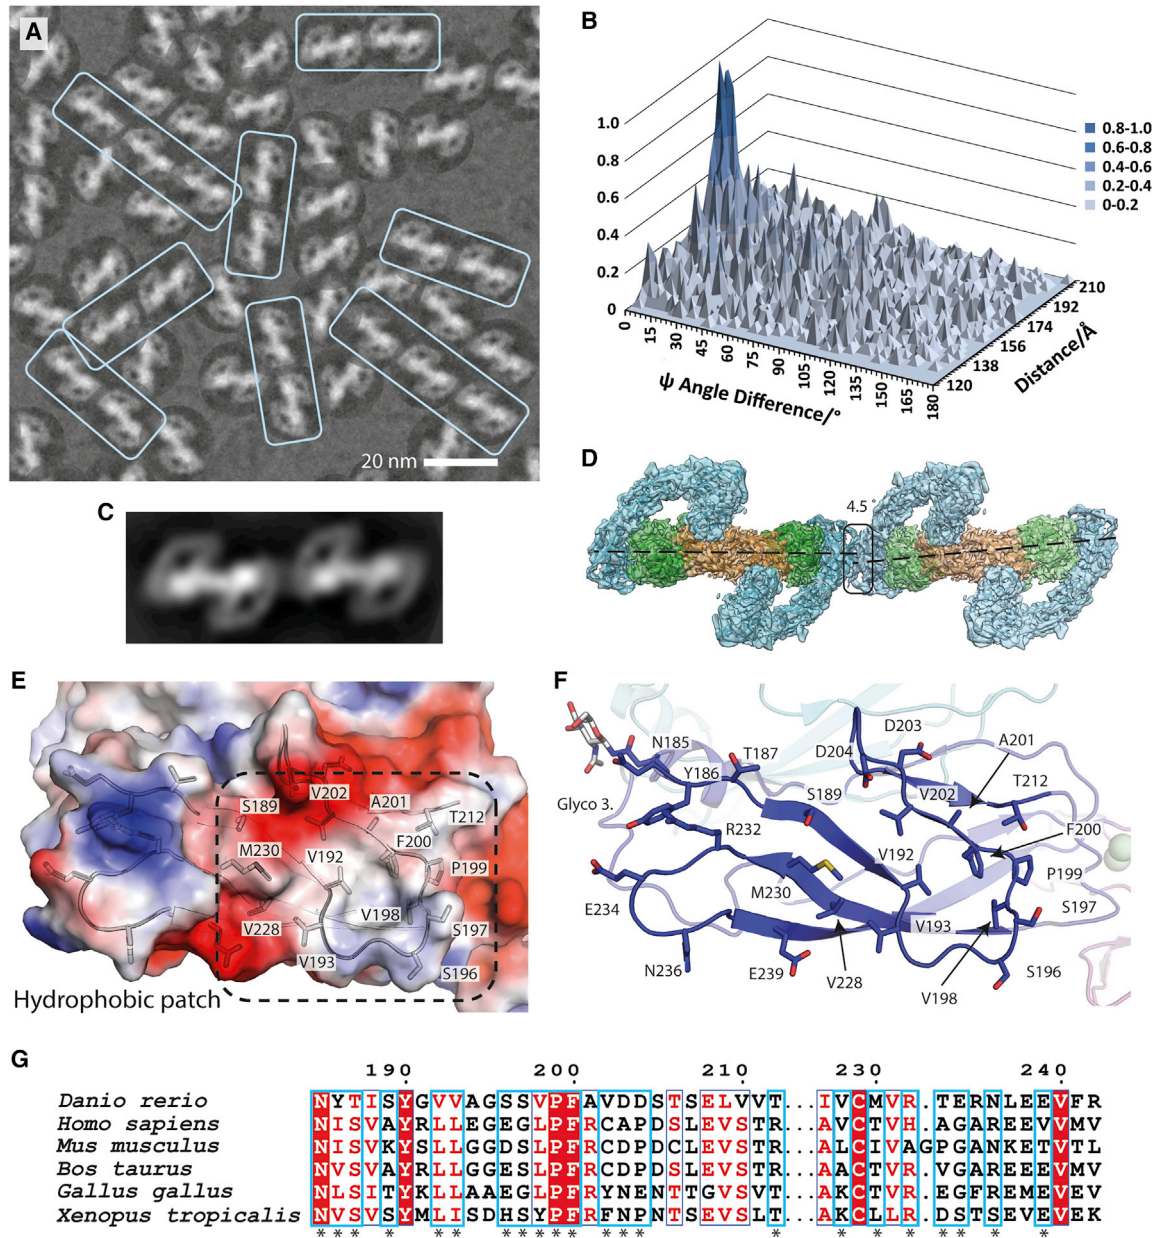 A
20 nm
B
1.0
0.8
0.6
0.4
0.2
0
0 15 30 45 60 75 90 105 120 135 150 165 180
ψ Angle Difference/°
120 138 156 174 192 210
Distance/Å
0.8-1.0
0.6-0.8
0.4-0.6
0.2-0.4
0-0.2
C
D
4.5°
E
S189
V202
A201
T212
M230
V192
F200
P199
V228
V198
S197
V193
S196
Hydrophobic patch
F
D203
N185
T187
D204
A201
Y186
S189
V202
T212
Glyco 3.
R232
F200
V192
P199
M230
E234
S197
V193
N236
E239
V228
V198
S196
G
190 200 210 230 240
Danio rerio NYTISYGVVAGSSVPFAVDDSTSELVVT...IVCMVR.TERNLEEVFR
Homo sapiens NISVAYRLLEGEGLPFRCAPDSLEVSTR...AVCTVH.AGAREEVVMV
Mus musculus NISVKYSLLGGDSLPFRCDPCLEVSTR...ALCIVAGPGANKETVTL
Bos taurus NVSVAYRLLGGESLPFRCDPDSLEVSTR...AACTVR.VGAREEEVMV
Gallus gallus NLSITYKLLAAEGLPFRYNENTTGVSVT...AKCTVR.EGFRMEVEV
Xenopus tropicalis NVSVSYMLISDHSYPFRFNPNTSEVSLT...AKCLLR.DSTSEVEVEK
* * * * * * * * * * * * * * * * * * * * *